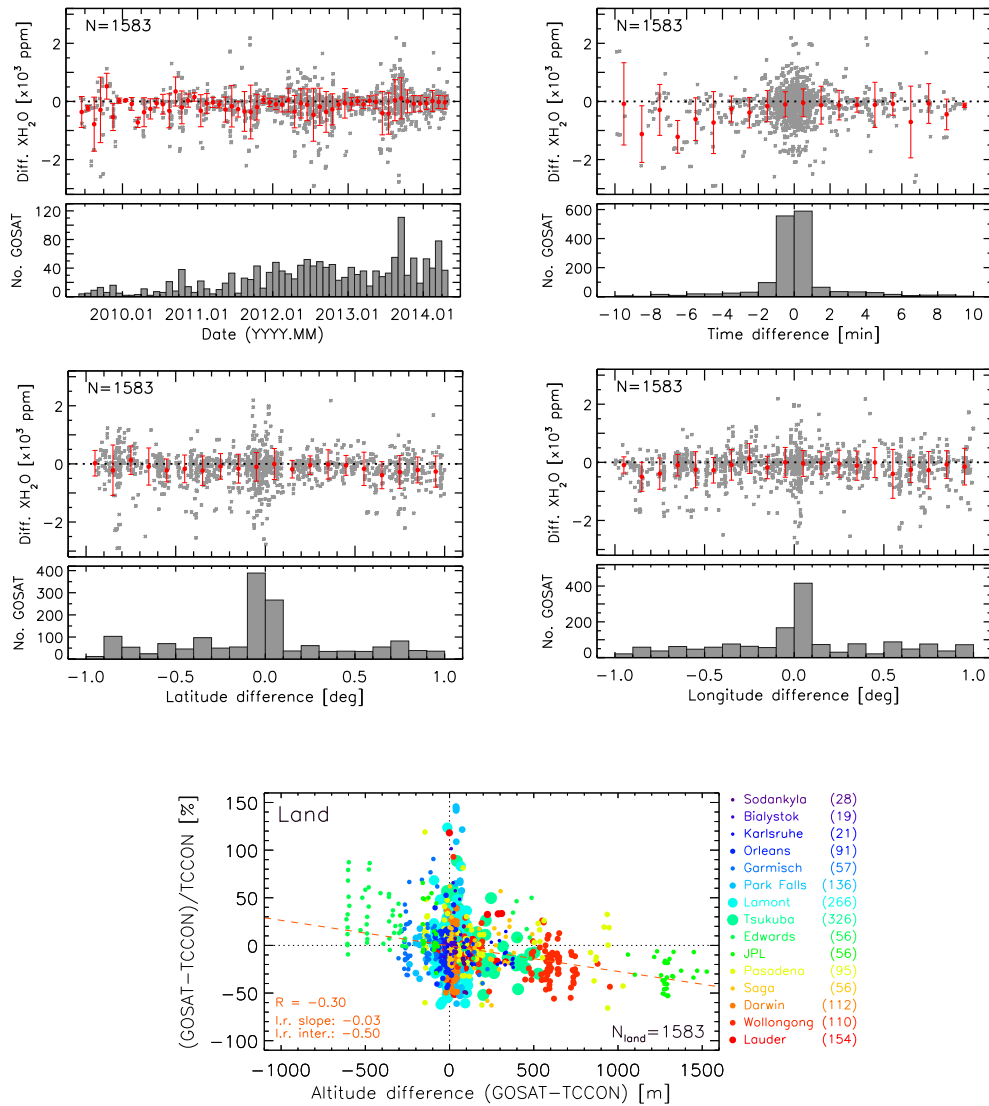 N=1583
Diff. XH₂O [x10³ ppm]
2
0
−2
No. GOSAT
120
80
40
0
2010.01 2011.01 2012.01 2013.01 2014.01
Date (YYYY.MM)
N=1583
Diff. XH₂O [x10³ ppm]
2
0
−2
No. GOSAT
600
400
200
0
−10 −8 −6 −4 −2 0 2 4 6 8 10
Time difference [min]
N=1583
Diff. XH₂O [x10³ ppm]
2
0
−2
No. GOSAT
400
300
200
100
0
−1.0 −0.5 0.0 0.5 1.0
Latitude difference [deg]
N=1583
Diff. XH₂O [x10³ ppm]
2
0
−2
No. GOSAT
400
200
0
−1.0 −0.5 0.0 0.5 1.0
Longitude difference [deg]
Land
(GOSAT−TCCON)/TCCON [%]
150
100
50
0
−50
−100
R = −0.30
l.r. slope: −0.03
l.r. inter.: −0.50
N_land=1583
−1000 −500 0 500 1000 1500
Altitude difference (GOSAT−TCCON) [m]
Sodankyla (28)
Bialystok (19)
Karlsruhe (21)
Orleans (91)
Garmisch (57)
Park Falls (136)
Lamont (266)
Tsukuba (326)
Edwards (56)
JPL (56)
Pasadena (95)
Saga (56)
Darwin (112)
Wollongong (110)
Lauder (154)